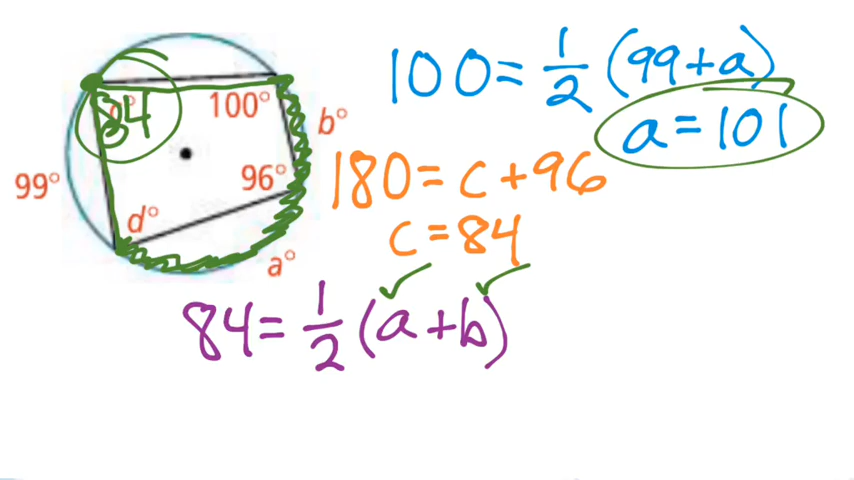 100 = 1/2 (99 + a)
a = 101
84
100°
b°
180 = c + 96
99°
96°
c = 84
d°
a°
84 = 1/2 (a + b)